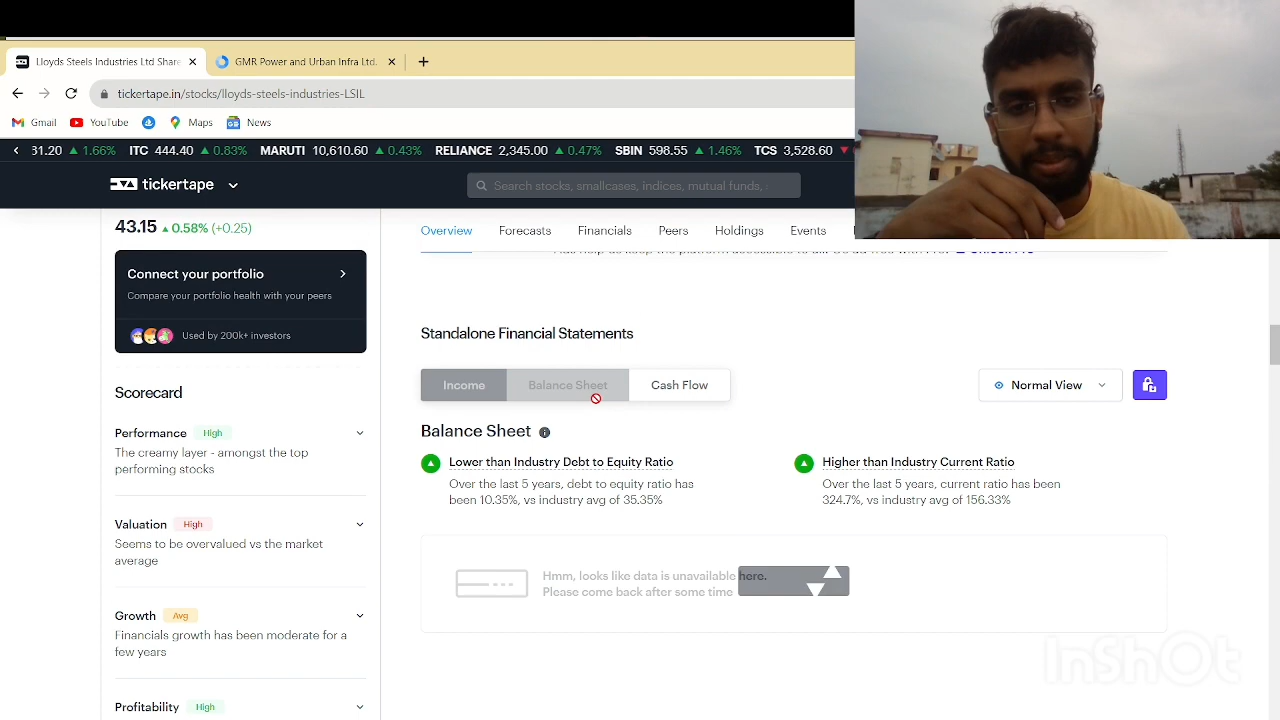 Lloyds Steels Industries Ltd Share
GMR Power and Urban Infra Ltd.
tickertape.in/stocks/lloyds-steels-industries-LSIL
Gmail YouTube Maps News
31.20 1.66% ITC 444.40 0.83% MARUTI 10,610.60 0.43% RELIANCE 2,345.00 0.47% SBIN 598.55 1.46% TCS 3,528.60
tickertape
Search stocks, smallcases, indices, mutual funds,
43.15 0.58% (+0.25)
Overview Forecasts Financials Peers Holdings Events
Connect your portfolio
Compare your portfolio health with your peers
Used by 200k+ investors
Scorecard
Performance High
The creamy layer - amongst the top
performing stocks
Valuation High
Seems to be overvalued vs the market
average
Growth Avg
Financials growth has been moderate for a
few years
Profitability High
Standalone Financial Statements
Income Balance Sheet Cash Flow
Normal View
Balance Sheet
Lower than Industry Debt to Equity Ratio
Over the last 5 years, debt to equity ratio has
been 10.35%, vs industry avg of 35.35%
Higher than Industry Current Ratio
Over the last 5 years, current ratio has been
324.7%, vs industry avg of 156.33%
Hmm, looks like data is unavailable here.
Please come back after some time
InShOt